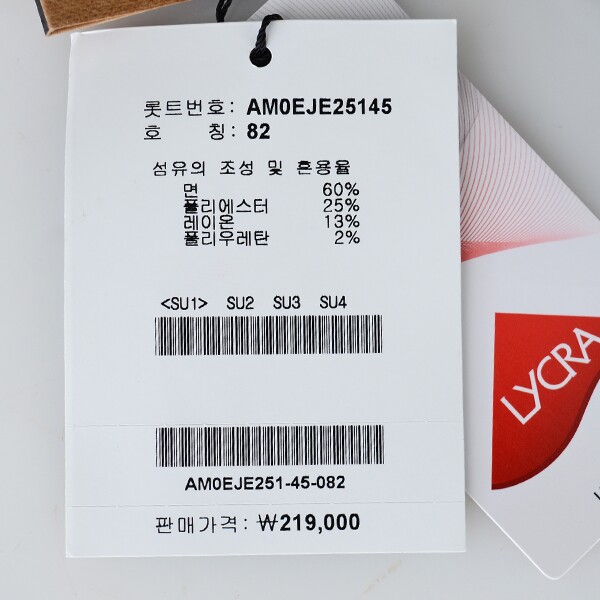 롯트번호: AM0EJE25145
호 칭: 82
섬유의 조성 및 혼용율
면 60%
폴리에스터 25%
레이온 13%
폴리우레탄 2%
<SU1> SU2 SU3 SU4
AM0EJE251-45-082
판매가격: ₩219,000
LYCRA